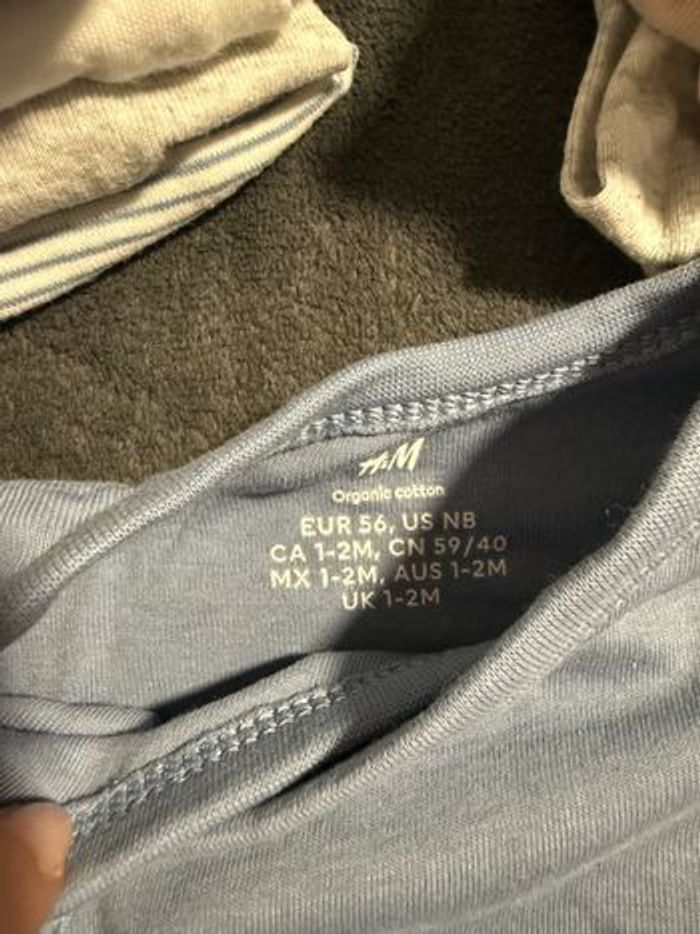 H&M
Organic cotton
EUR 56, US NB
CA 1-2M, CN 59/40
MX 1-2M, AUS 1-2M
UK 1-2M